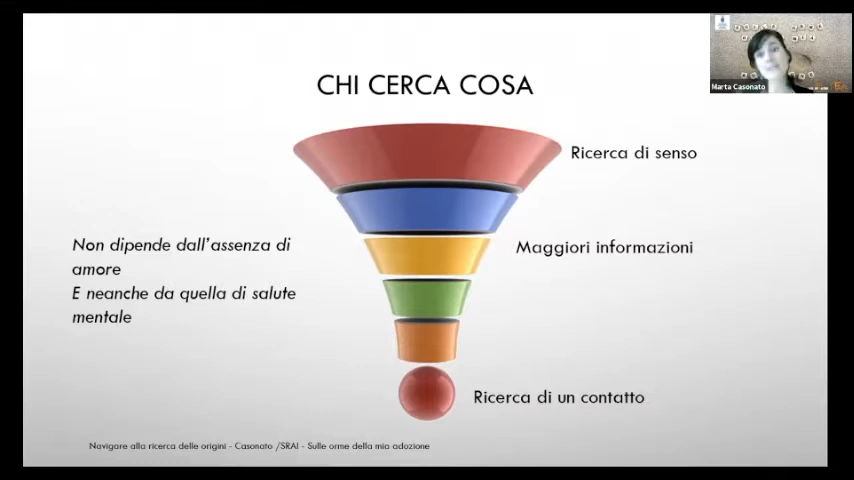 CHI CERCA COSA
Marta Casonato
Ricerca di senso
Non dipende dall'assenza di
amore
E neanche da quella di salute
mentale
Maggiori informazioni
Ricerca di un contatto
Navigare alla ricerca delle origini - Casonato /SRAI - Sulle orme della mia adozione